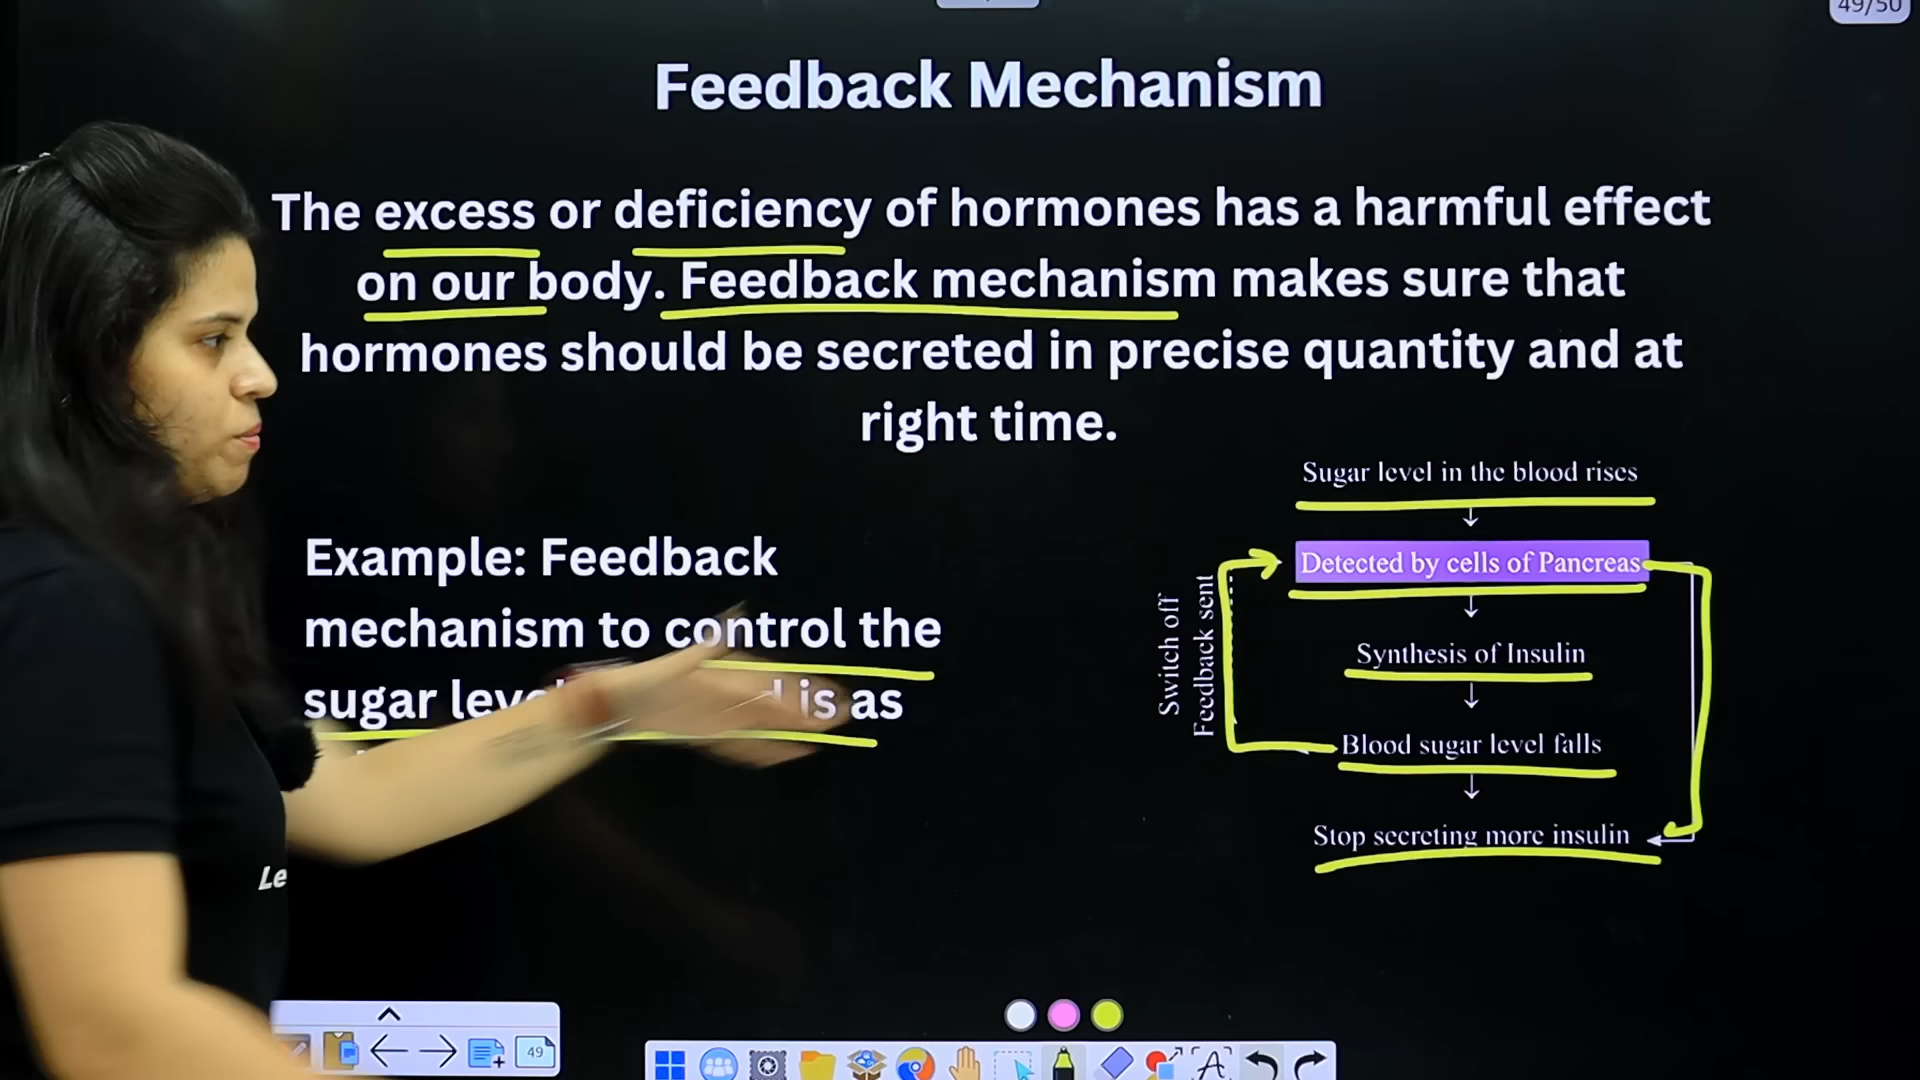 49/50
Feedback Mechanism
The excess or deficiency of hormones has a harmful effect
on our body. Feedback mechanism makes sure that
hormones should be secreted in precise quantity and at
right time.
Example: Feedback
mechanism to control the
sugar is as
Sugar level in the blood rises
Detected by cells of Pancreas
Synthesis of Insulin
Blood sugar level falls
Stop secreting more insulin
Switch off
Feedback sent
Le
49
A